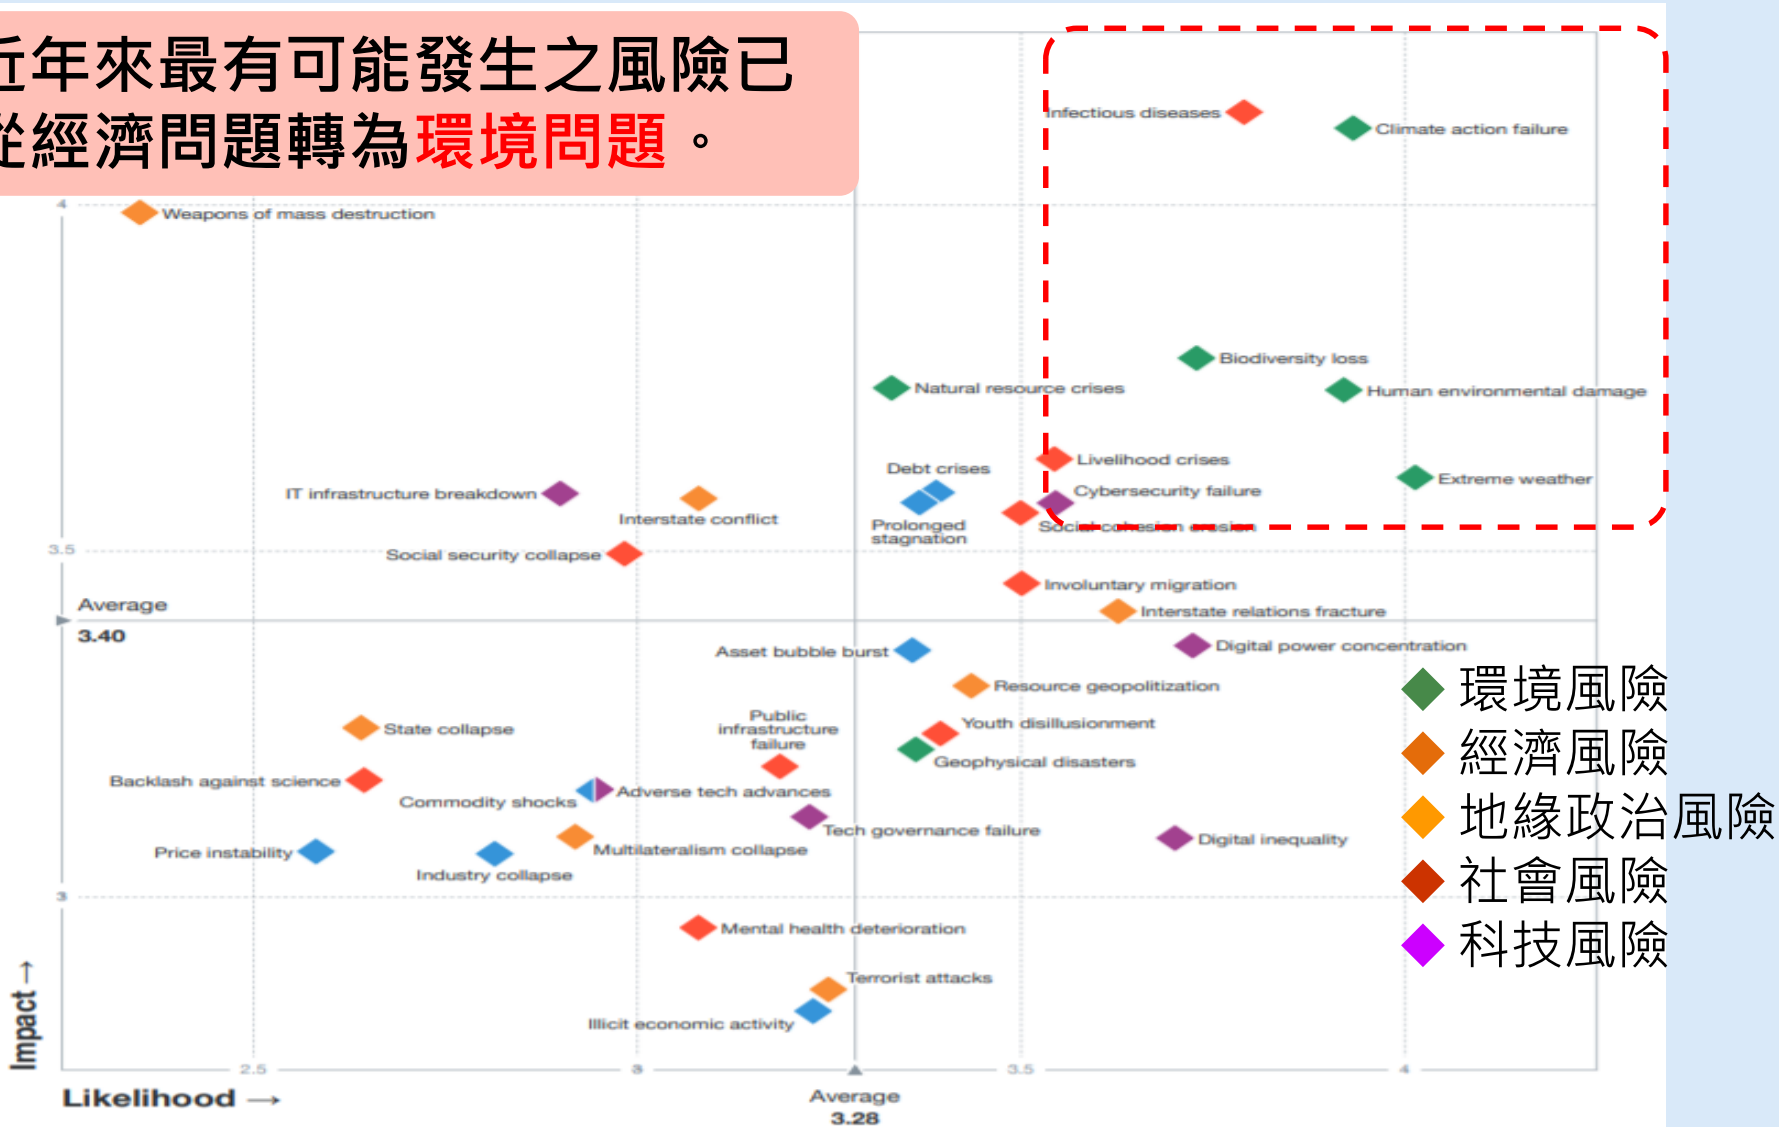 近年來最有可能發生之風險已
從經濟問題轉為環境問題。
Infectious diseases
Climate action failure
4
Weapons of mass destruction
Biodiversity loss
Natural resource crises
Human environmental damage
Livelihood crises
Debt crises
Extreme weather
IT infrastructure breakdown
Cybersecurity failure
Interstate conflict
Prolonged
stagnation
Social cohesion erosion
3.5
Social security collapse
Involuntary migration
Average
3.40
Interstate relations fracture
Asset bubble burst
Digital power concentration
Resource geopolitization
Public
infrastructure
failure
State collapse
Youth disillusionment
Geophysical disasters
Backlash against science
Commodity shocks
Adverse tech advances
Tech governance failure
Digital inequality
Price instability
Multilateralism collapse
Industry collapse
3
Mental health deterioration
Terrorist attacks
Illicit economic activity
環境風險
經濟風險
地緣政治風險
社會風險
科技風險
Impact →
2.5
3
3.5
4
Likelihood →
Average
3.28